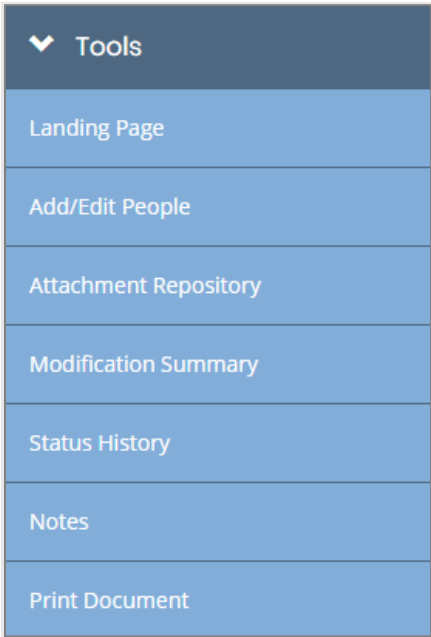 Tools
Landing Page
Add/Edit People
Attachment Repository
Modification Summary
Status History
Notes
Print Document